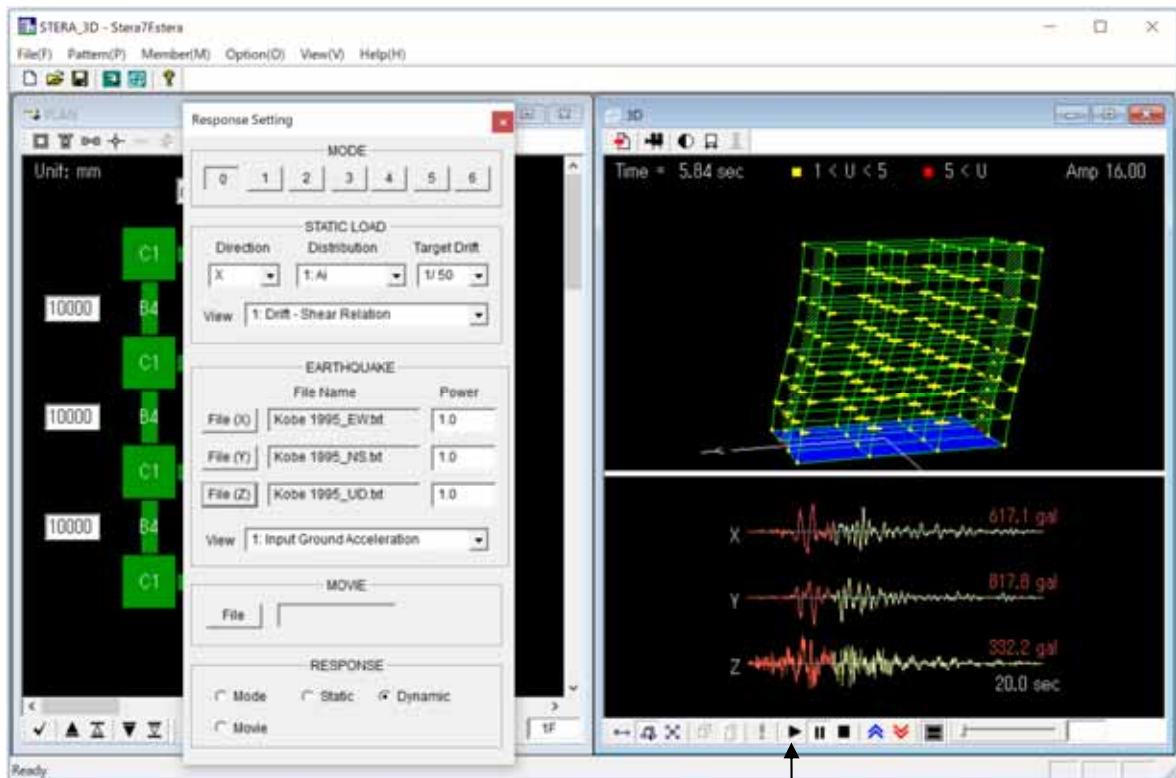 STERA_3D - Stera7F.stera
File(F) Pattern(P) Member(M) Option(O) View(V) Help(H)
PLAN
Unit: mm
C1
10000 B4
C1
10000 B4
C1
10000 B4
C1
1F
Ready
Response Setting
MODE
0 1 2 3 4 5 6
STATIC LOAD
Direction Distribution Target Drift
X 1: Ai 1/ 50
View 1: Drift - Shear Relation
EARTHQUAKE
File Name Power
File (X) Kobe 1995_EW.txt 1.0
File (Y) Kobe 1995_NS.txt 1.0
File (Z) Kobe 1995_UD.txt 1.0
View 1: Input Ground Acceleration
MOVIE
File
RESPONSE
Mode Static Dynamic
Movie
3D
Time = 5.84 sec 1 < U < 5 5 < U Amp 16.00
X 617.1 gal
Y 817.8 gal
Z 332.2 gal
20.0 sec